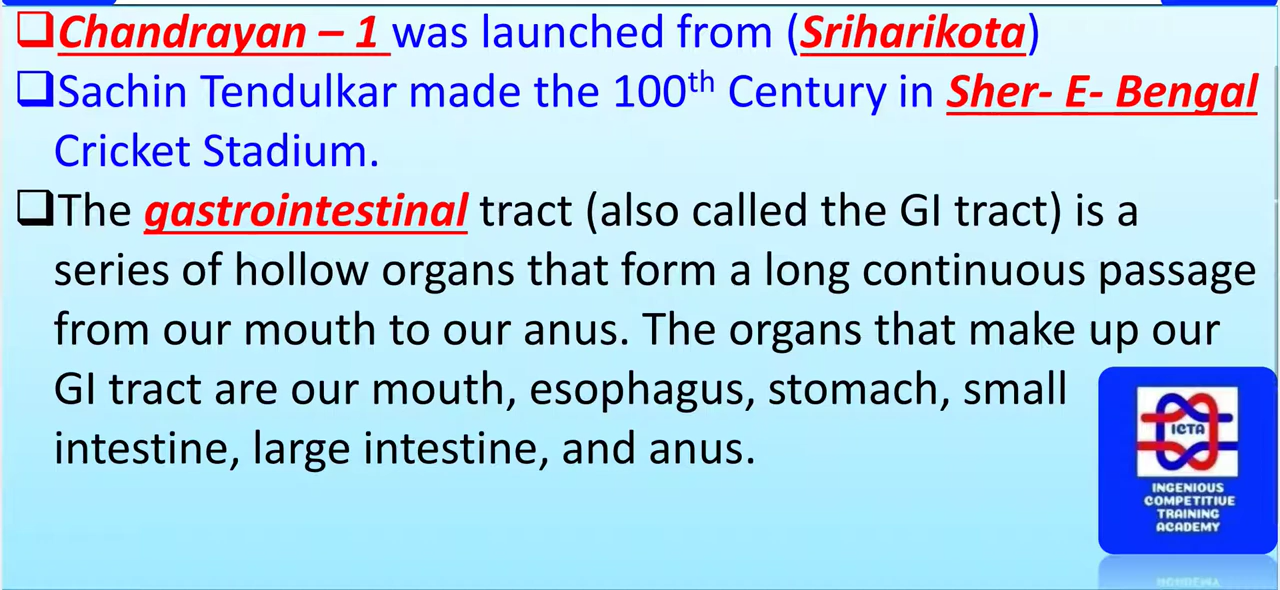 ❑Chandrayan – 1 was launched from (Sriharikota)
❑Sachin Tendulkar made the 100th Century in Sher- E- Bengal
Cricket Stadium.
❑The gastrointestinal tract (also called the GI tract) is a
series of hollow organs that form a long continuous passage
from our mouth to our anus. The organs that make up our
GI tract are our mouth, esophagus, stomach, small
intestine, large intestine, and anus.
ICTA
INGENIOUS
COMPETITIVE
TRAINING
ACADEMY